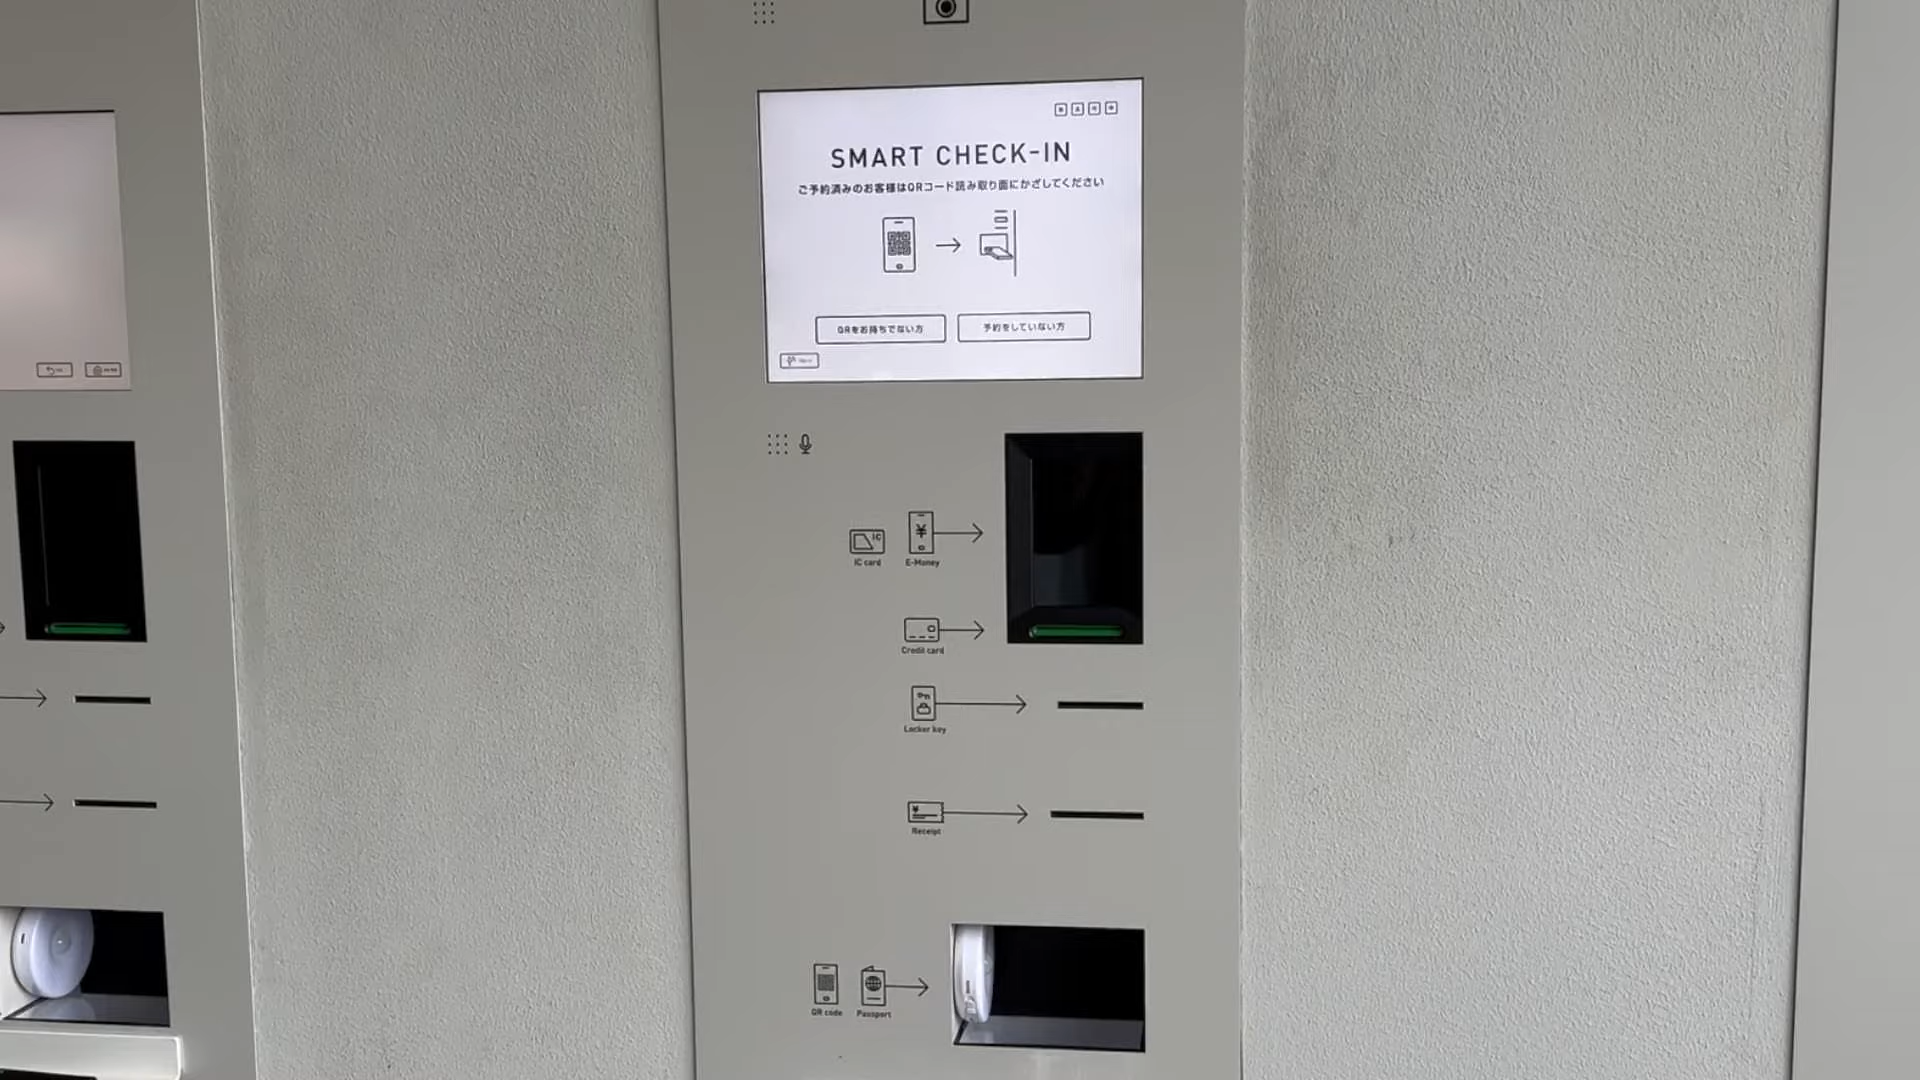 SMART CHECK-IN
ご予約済みのお客様はQRコード読み取り面にかざしてください
QRをお持ちでない方
予約をしていない方
IC
¥
IC card
E-Money
Credit card
Locker key
¥
Receipt
QR code
Passport